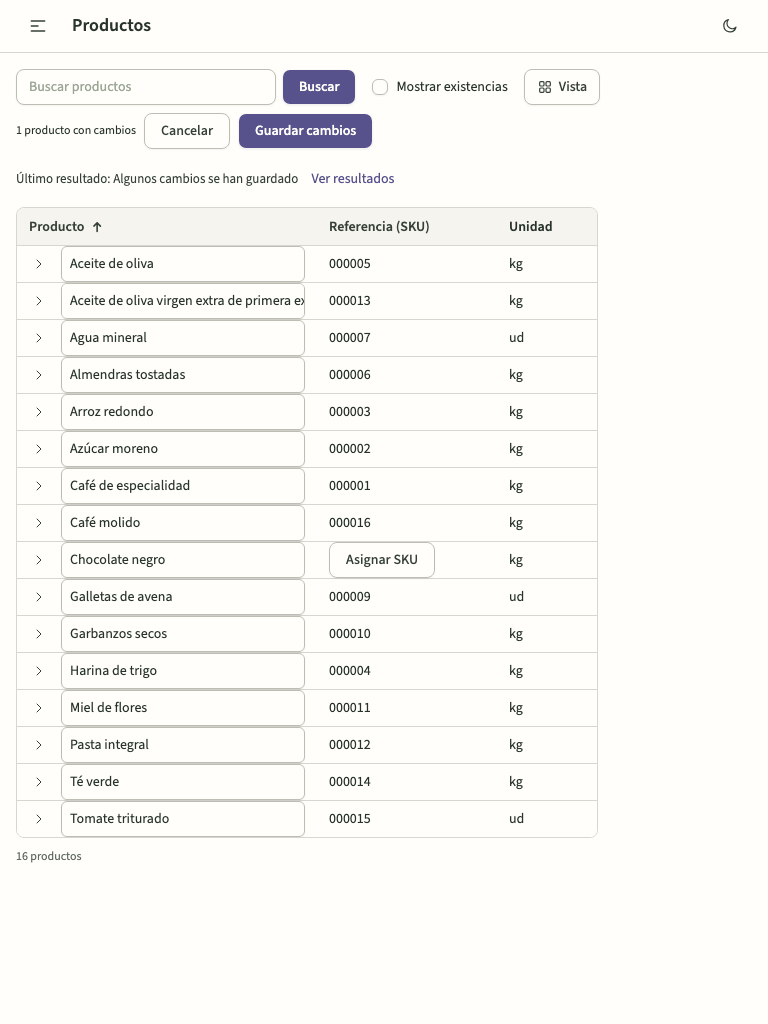 Productos
Buscar productos
Buscar
Mostrar existencias
Vista
1 producto con cambios
Cancelar
Guardar cambios
Último resultado: Algunos cambios se han guardado
Ver resultados
Producto ↑ Referencia (SKU) Unidad
Aceite de oliva 000005 kg
Aceite de oliva virgen extra de primera 000013 kg
Agua mineral 000007 ud
Almendras tostadas 000006 kg
Arroz redondo 000003 kg
Azúcar moreno 000002 kg
Café de especialidad 000001 kg
Café molido 000016 kg
Chocolate negro Asignar SKU kg
Galletas de avena 000009 ud
Garbanzos secos 000010 kg
Harina de trigo 000004 kg
Miel de flores 000011 kg
Pasta integral 000012 kg
Té verde 000014 kg
Tomate triturado 000015 ud
16 productos